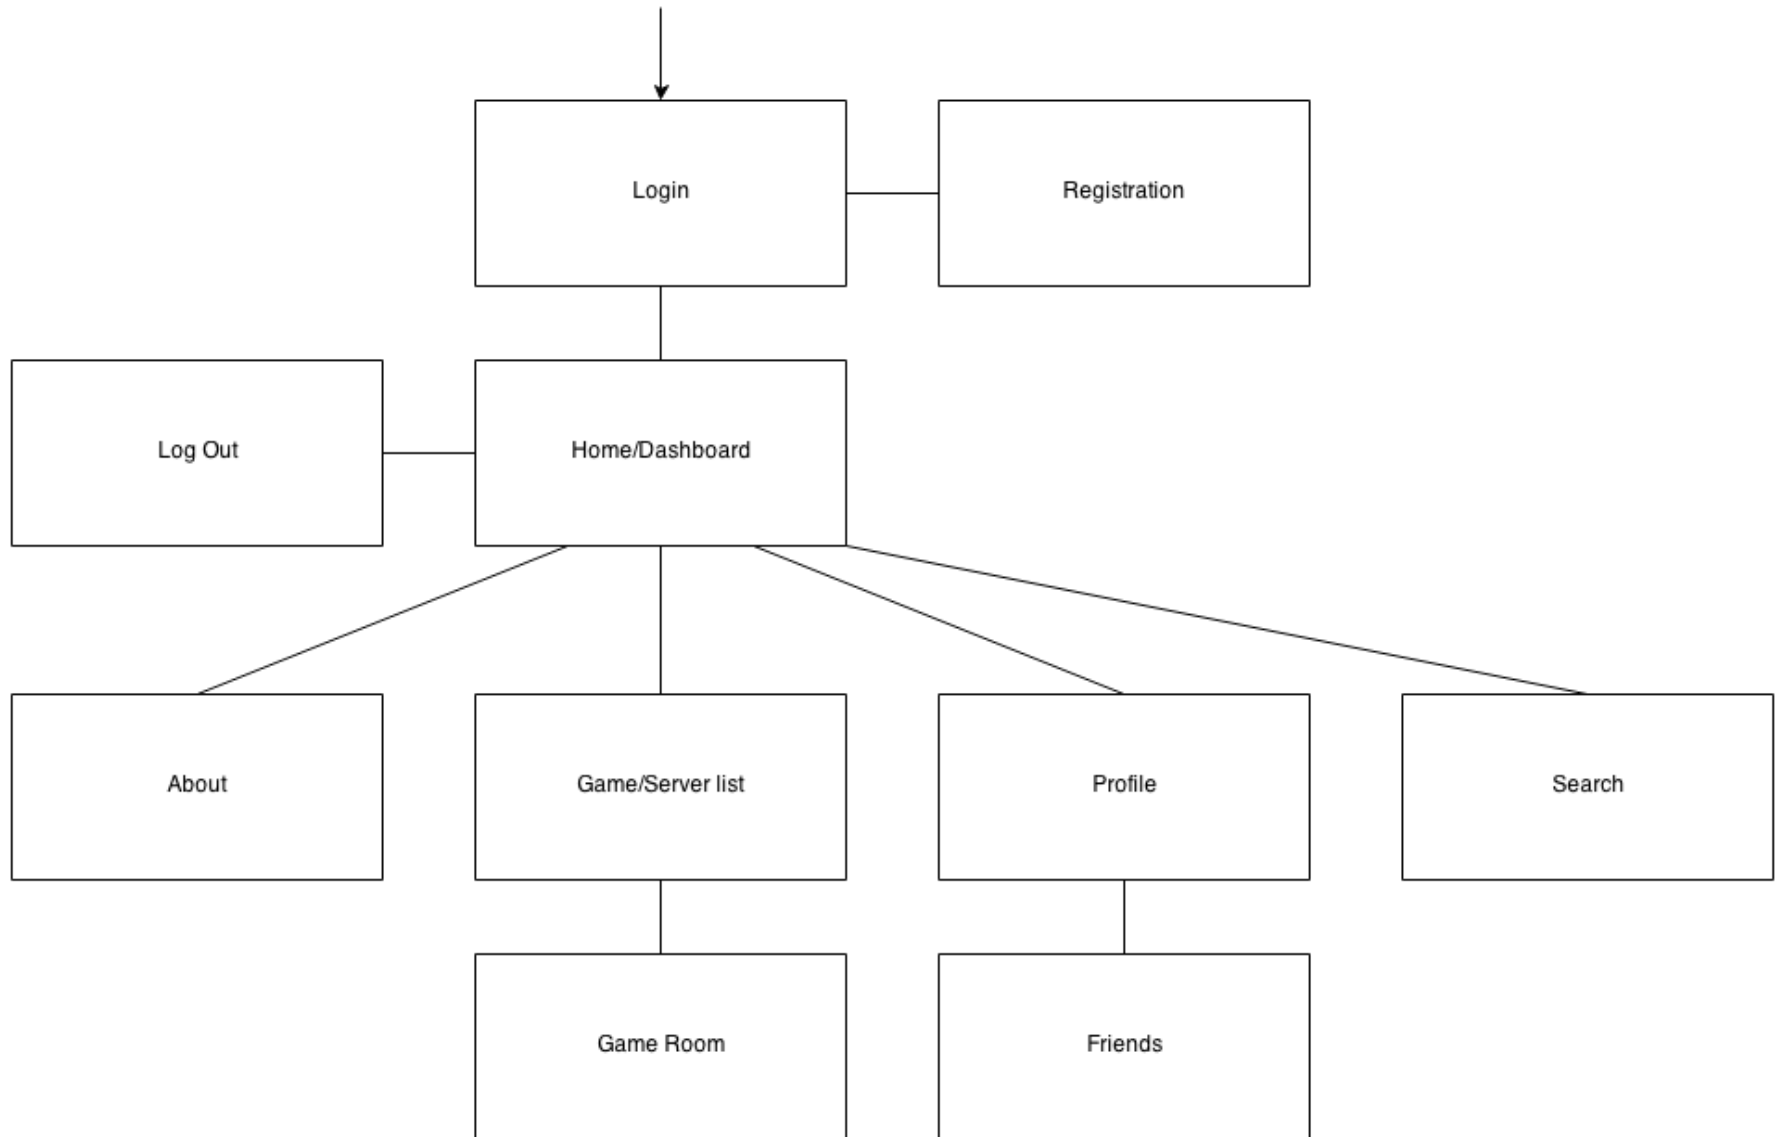 Login
Registration
Log Out
Home/Dashboard
About
Game/Server list
Profile
Search
Game Room
Friends